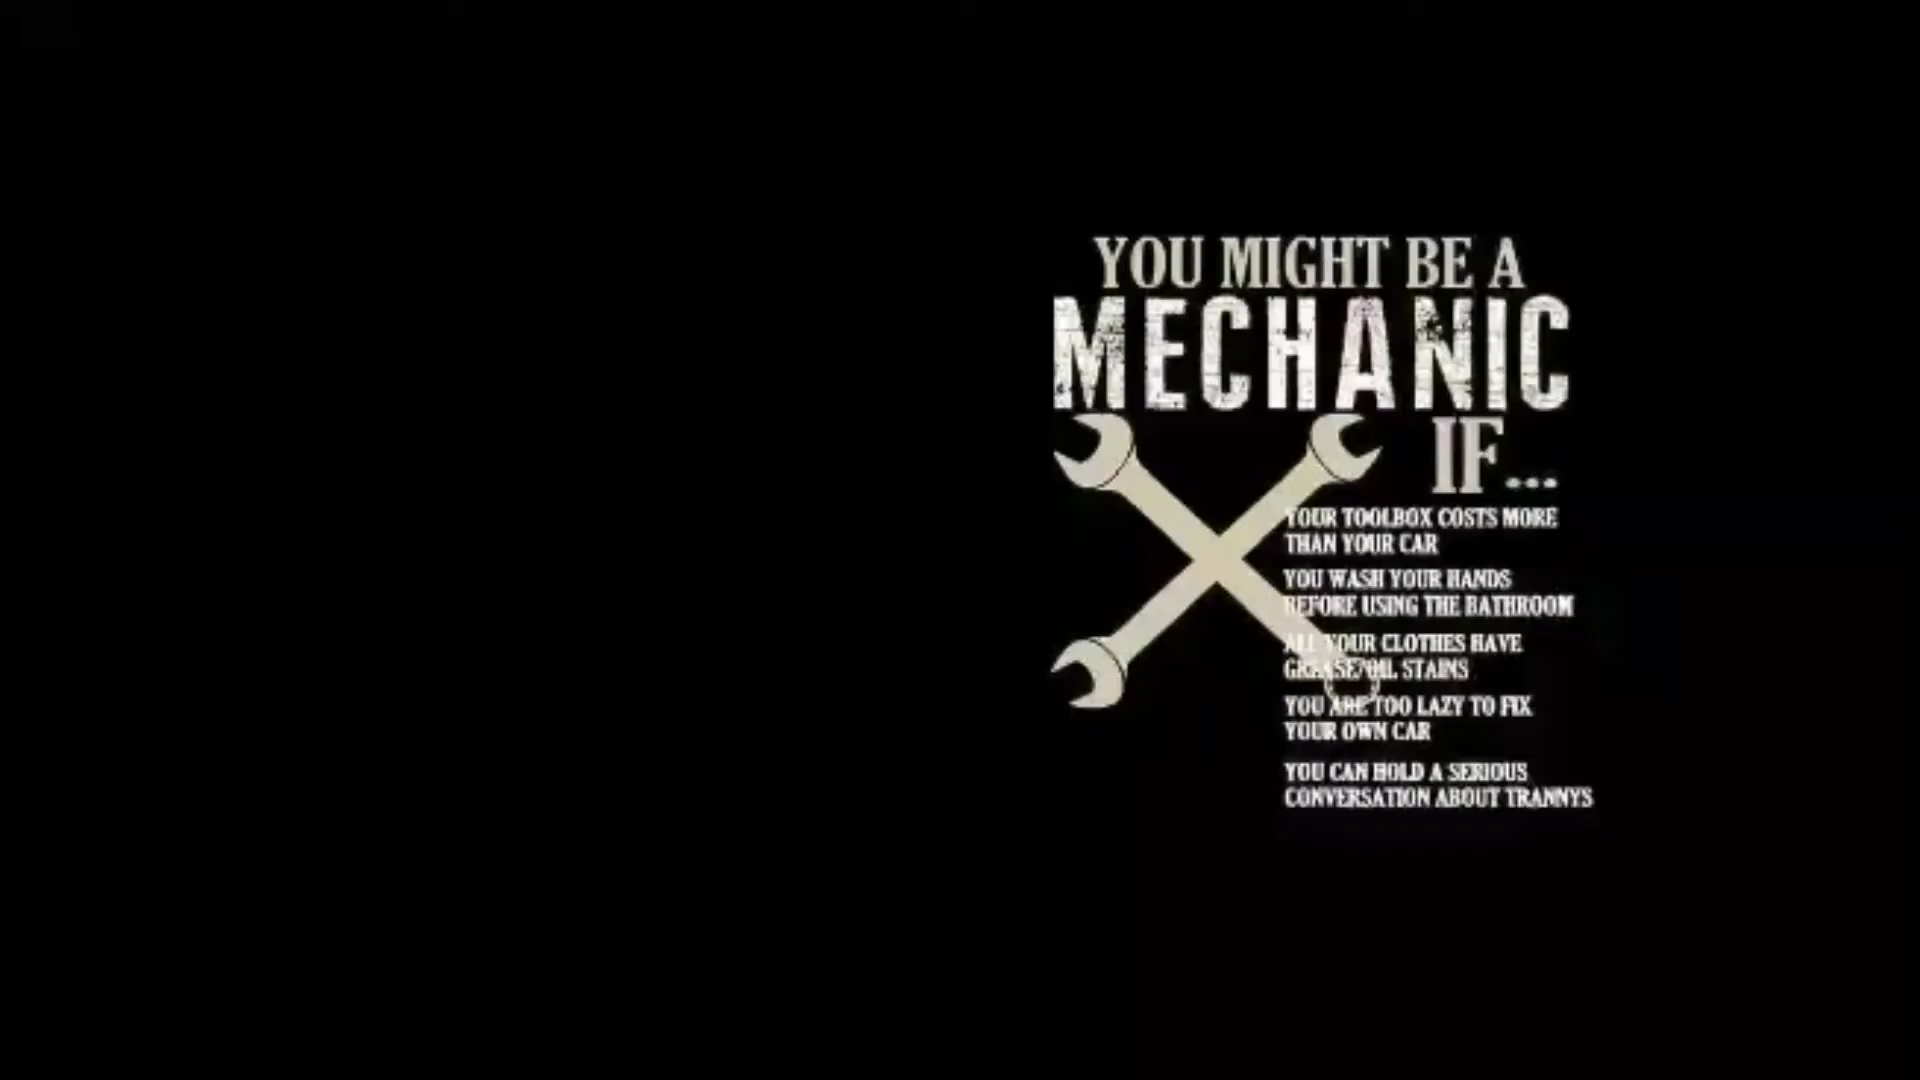 YOU MIGHT BE A
MECHANIC
IF...
YOUR TOOLBOX COSTS MORE
THAN YOUR CAR
YOU WASH YOUR HANDS
BEFORE USING THE BATHROOM
ALL YOUR CLOTHES HAVE
GREASE/OIL STAINS
YOU ARE TOO LAZY TO FIX
YOUR OWN CAR
YOU CAN HOLD A SERIOUS
CONVERSATION ABOUT TRANNYS